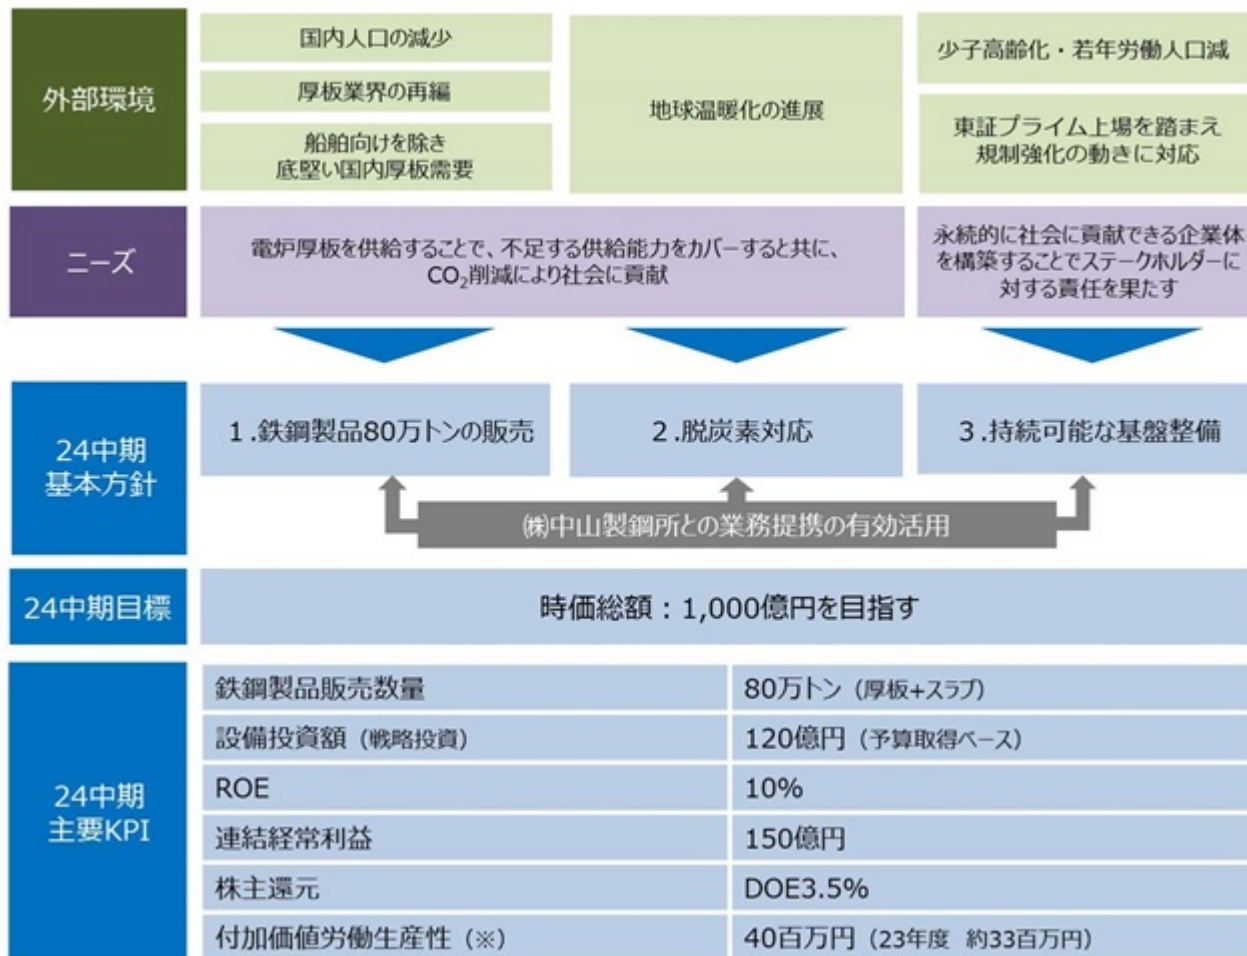 外部環境
国内人口の減少
厚板業界の再編
船舶向けを除き
底堅い国内厚板需要
地球温暖化の進展
少子高齢化・若年労働人口減
東証プライム上場を踏まえ
規制強化の動きに対応
ニーズ
電炉厚板を供給することで、不足する供給能力をカバーすると共に、
CO₂削減により社会に貢献
永続的に社会に貢献できる企業体
を構築することでステークホルダーに
対する責任を果たす
24中期
基本方針
1.鉄鋼製品80万トンの販売
2.脱炭素対応
3.持続可能な基盤整備
㈱中山製鋼所との業務提携の有効活用
24中期目標
時価総額：1,000億円を目指す
24中期
主要KPI
鉄鋼製品販売数量 80万トン（厚板+スラブ）
設備投資額（戦略投資） 120億円（予算取得ベース）
ROE 10%
連結経常利益 150億円
株主還元 DOE3.5%
付加価値労働生産性（※） 40百万円（23年度 約33百万円）